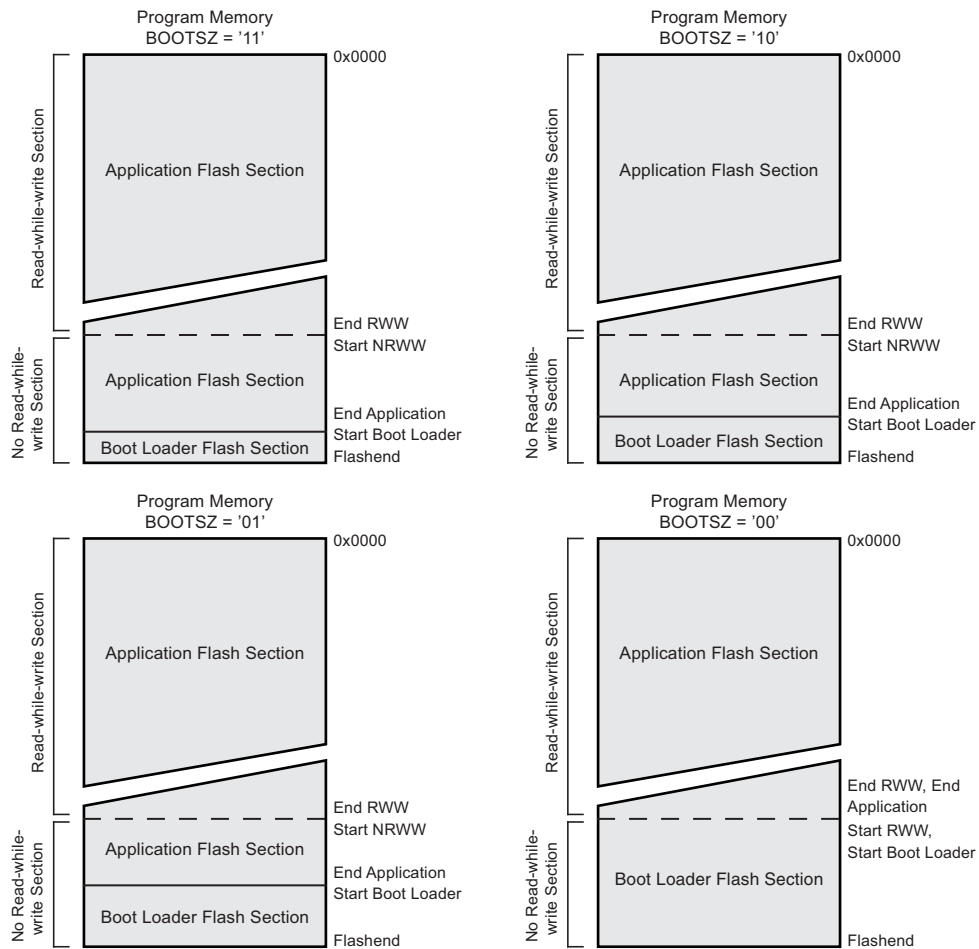 Program Memory
BOOTSZ = '11'
0x0000
Read-while-write Section
Application Flash Section
End RWW
Start NRWW
No Read-while-
write Section
Application Flash Section
End Application
Start Boot Loader
Boot Loader Flash Section
Flashend
Program Memory
BOOTSZ = '10'
0x0000
Read-while-write Section
Application Flash Section
End RWW
Start NRWW
No Read-while-
write Section
Application Flash Section
End Application
Start Boot Loader
Boot Loader Flash Section
Flashend
Program Memory
BOOTSZ = '01'
0x0000
Read-while-write Section
Application Flash Section
End RWW
Start NRWW
No Read-while-
write Section
Application Flash Section
End Application
Start Boot Loader
Boot Loader Flash Section
Flashend
Program Memory
BOOTSZ = '00'
0x0000
Read-while-write Section
Application Flash Section
End RWW, End
Application
Start RWW,
Start Boot Loader
No Read-while-
write Section
Boot Loader Flash Section
Flashend